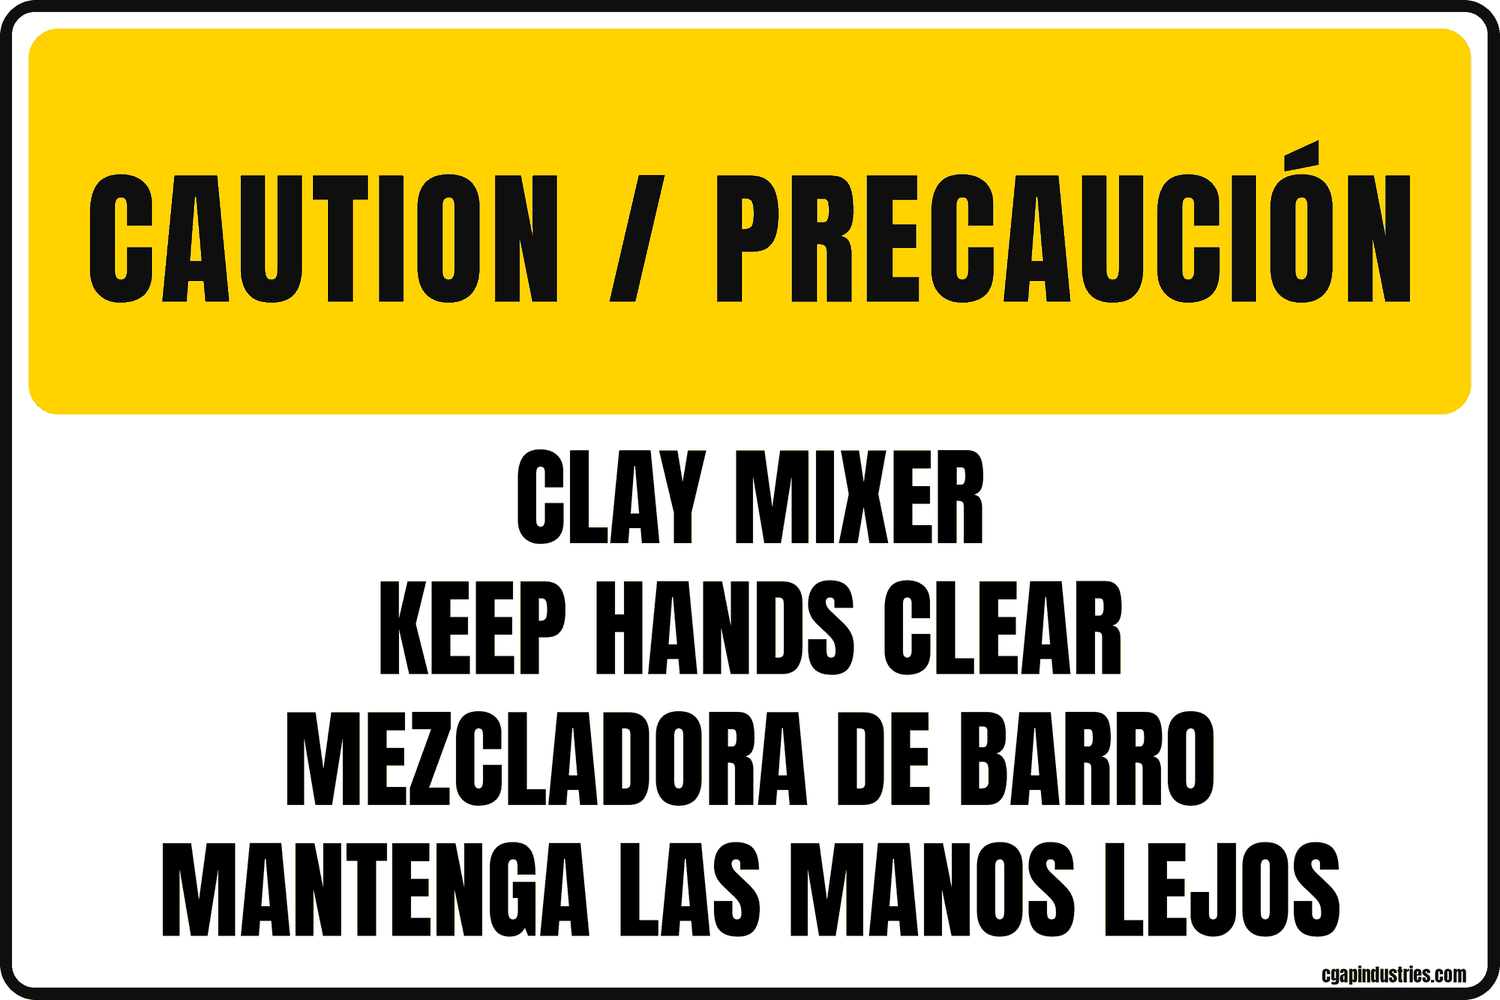 CAUTION / PRECAUCIÓN
CLAY MIXER
KEEP HANDS CLEAR
MEZCLADORA DE BARRO
MANTENGA LAS MANOS LEJOS
cgapindustries.com